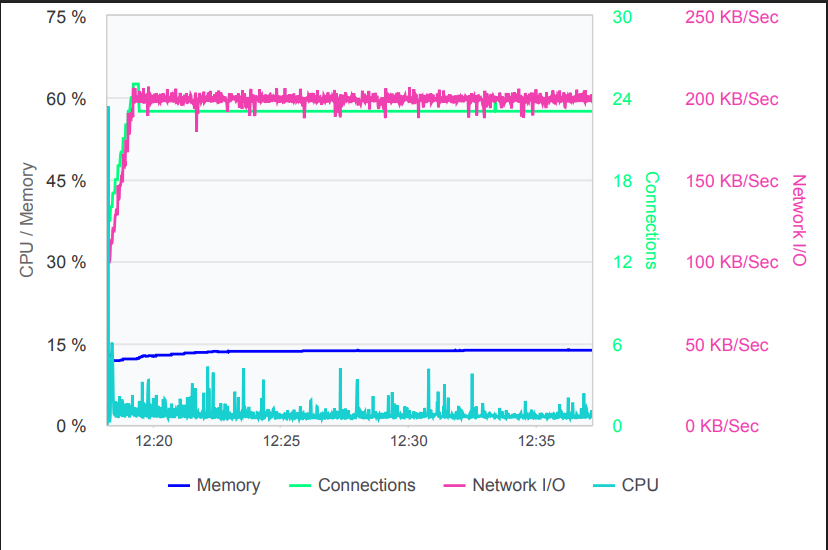 75 %
60 %
45 %
30 %
15 %
0 %
CPU / Memory
30
24
18
12
6
0
Connections
250 KB/Sec
200 KB/Sec
150 KB/Sec
100 KB/Sec
50 KB/Sec
0 KB/Sec
Network I/O
12:20 12:25 12:30 12:35
Memory Connections Network I/O CPU